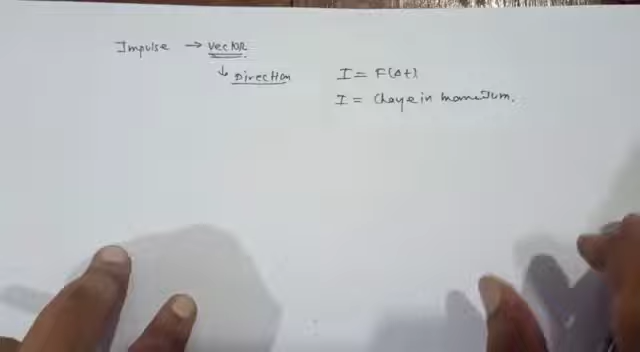 Impulse → Vector
↓ Direction
I = F(Δt)
I = Change in momentum.